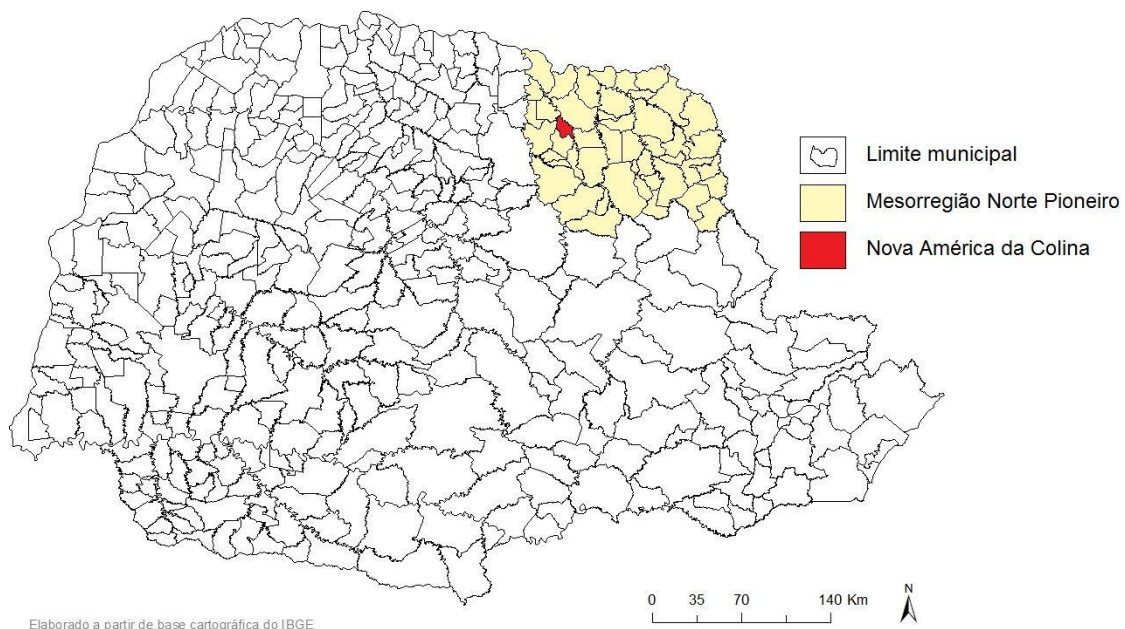 Limite municipal
Mesorregião Norte Pioneiro
Nova América da Colina
N
0 35 70 140 Km
Elaborado a partir de base cartográfica do IBGE